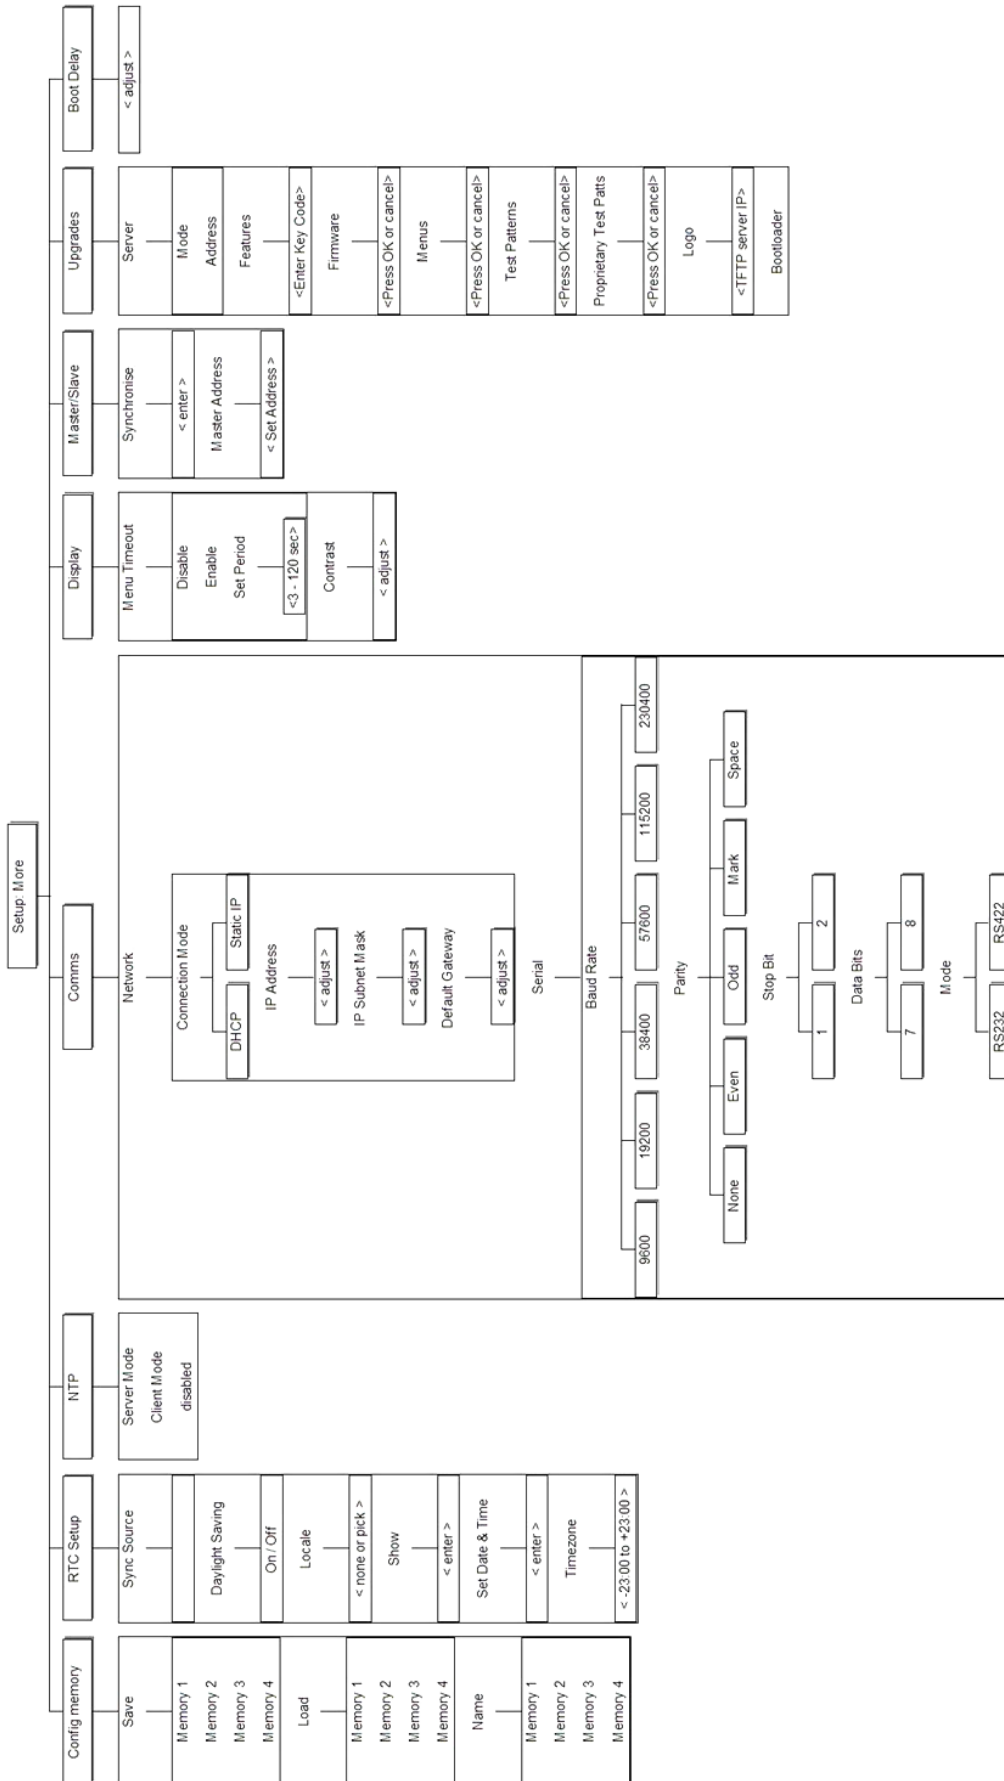 Setup: More
Config memory
Save
Memory 1
Memory 2
Memory 3
Memory 4
Load
Memory 1
Memory 2
Memory 3
Memory 4
Name
Memory 1
Memory 2
Memory 3
Memory 4
RTC Setup
Sync Source
Daylight Saving
On / Off
Locale
< none or pick >
Show
< enter >
Set Date & Time
< enter >
Timezone
< -23:00 to +23:00 >
NTP
Server Mode
Client Mode
disabled
Comms
Network
Connection Mode
DHCP
Static IP
IP Address
< adjust >
IP Subnet Mask
< adjust >
Default Gateway
< adjust >
Serial
Baud Rate
9600
19200
38400
57600
115200
230400
Parity
None
Even
Odd
Mark
Space
Stop Bit
1
2
Data Bits
7
8
Mode
RS232
RS422
Display
Menu Timeout
Disable
Enable
Set Period
<3 - 120 sec>
Contrast
< adjust >
Master/Slave
Synchronise
< enter >
Master Address
< Set Address >
Upgrades
Server
Mode
Address
Features
<Enter Key Code>
Firmware
<Press OK or cancel>
Menus
<Press OK or cancel>
Test Patterns
<Press OK or cancel>
Proprietary Test Patts
<Press OK or cancel>
Logo
<TFTP server IP>
Bootloader
Boot Delay
< adjust >